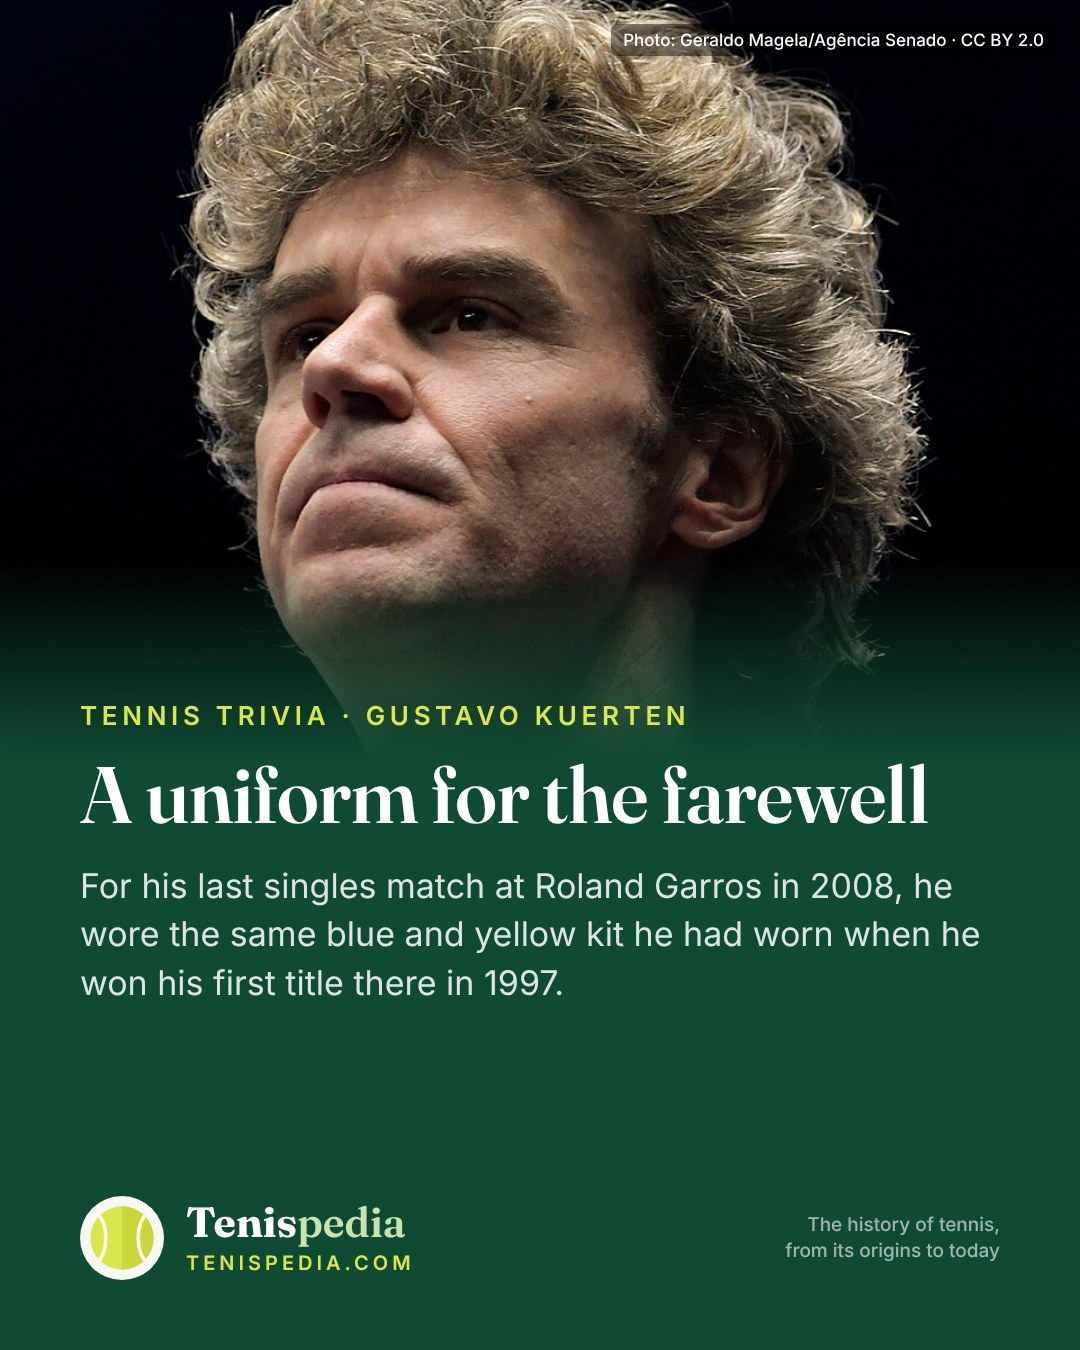 Photo: Geraldo Magela/Agência Senado · CC BY 2.0
TENNIS TRIVIA · GUSTAVO KUERTEN
A uniform for the farewell
For his last singles match at Roland Garros in 2008, he
wore the same blue and yellow kit he had worn when he
won his first title there in 1997.
Tenispedia
TENISPEDIA.COM
The history of tennis,
from its origins to today